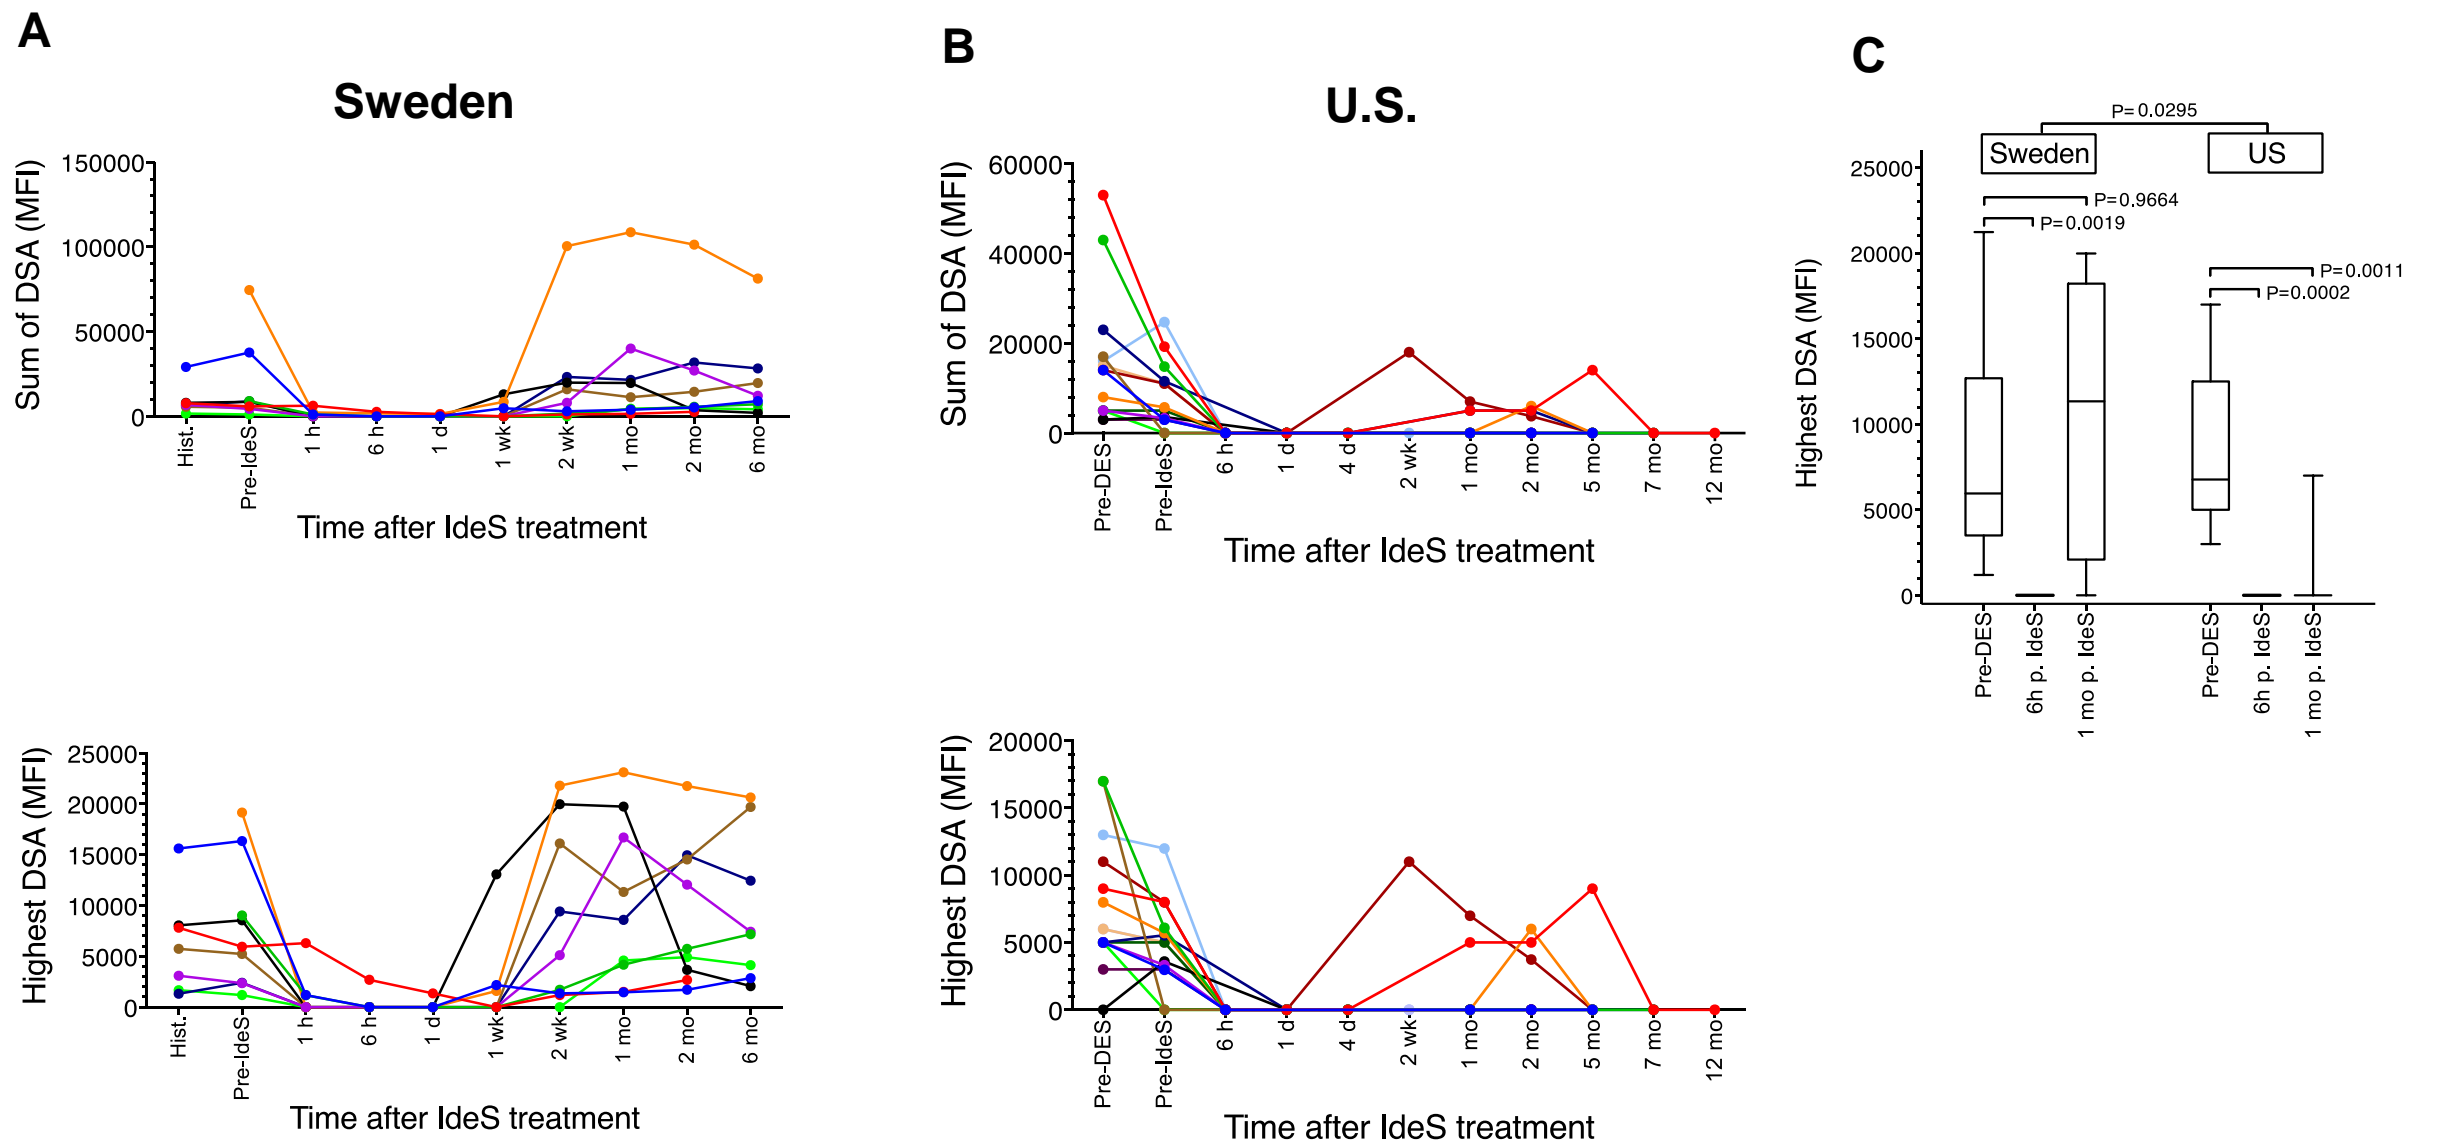 A
Sweden
Sum of DSA (MFI)
150000
100000
50000
0
Hist.
Pre-IdeS
1 h
6 h
1 d
1 wk
2 wk
1 mo
2 mo
6 mo
Time after IdeS treatment
Highest DSA (MFI)
25000
20000
15000
10000
5000
0
Hist.
Pre-IdeS
1 h
6 h
1 d
1 wk
2 wk
1 mo
2 mo
6 mo
Time after IdeS treatment
B
U.S.
Sum of DSA (MFI)
60000
40000
20000
0
Pre-DES
Pre-IdeS
6 h
1 d
4 d
2 wk
1 mo
2 mo
5 mo
7 mo
12 mo
Time after IdeS treatment
Highest DSA (MFI)
20000
15000
10000
5000
0
Pre-DES
Pre-IdeS
6 h
1 d
4 d
2 wk
1 mo
2 mo
5 mo
7 mo
12 mo
Time after IdeS treatment
C
P=0.0295
Sweden
US
P=0.9664
P=0.0019
P=0.0011
P=0.0002
Highest DSA (MFI)
25000
20000
15000
10000
5000
0
Pre-DES
6h p. IdeS
1 mo p. IdeS
Pre-DES
6h p. IdeS
1 mo p. IdeS